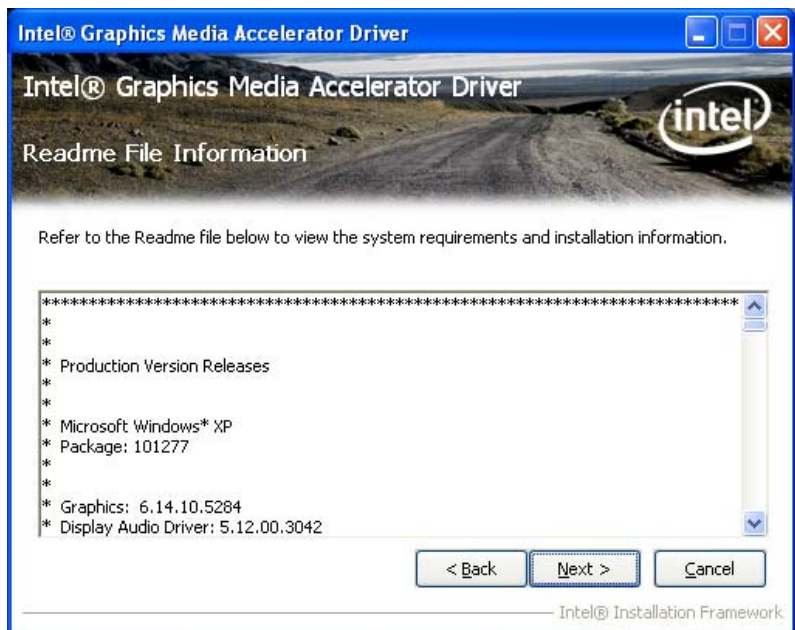 Intel® Graphics Media Accelerator Driver
Intel® Graphics Media Accelerator Driver
intel
Readme File Information
Refer to the Readme file below to view the system requirements and installation information.
*******************************************************************************
*
*
* Production Version Releases
*
*
* Microsoft Windows* XP
* Package: 101277
*
*
* Graphics: 6.14.10.5284
* Display Audio Driver: 5.12.00.3042
< Back
Next >
Cancel
Intel® Installation Framework